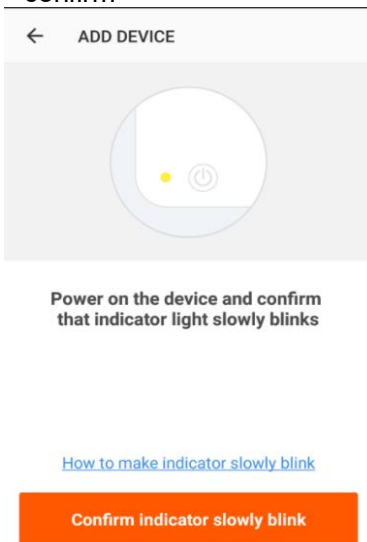 confirm
ADD DEVICE
Power on the device and confirm
that indicator light slowly blinks
How to make indicator slowly blink
Confirm indicator slowly blink